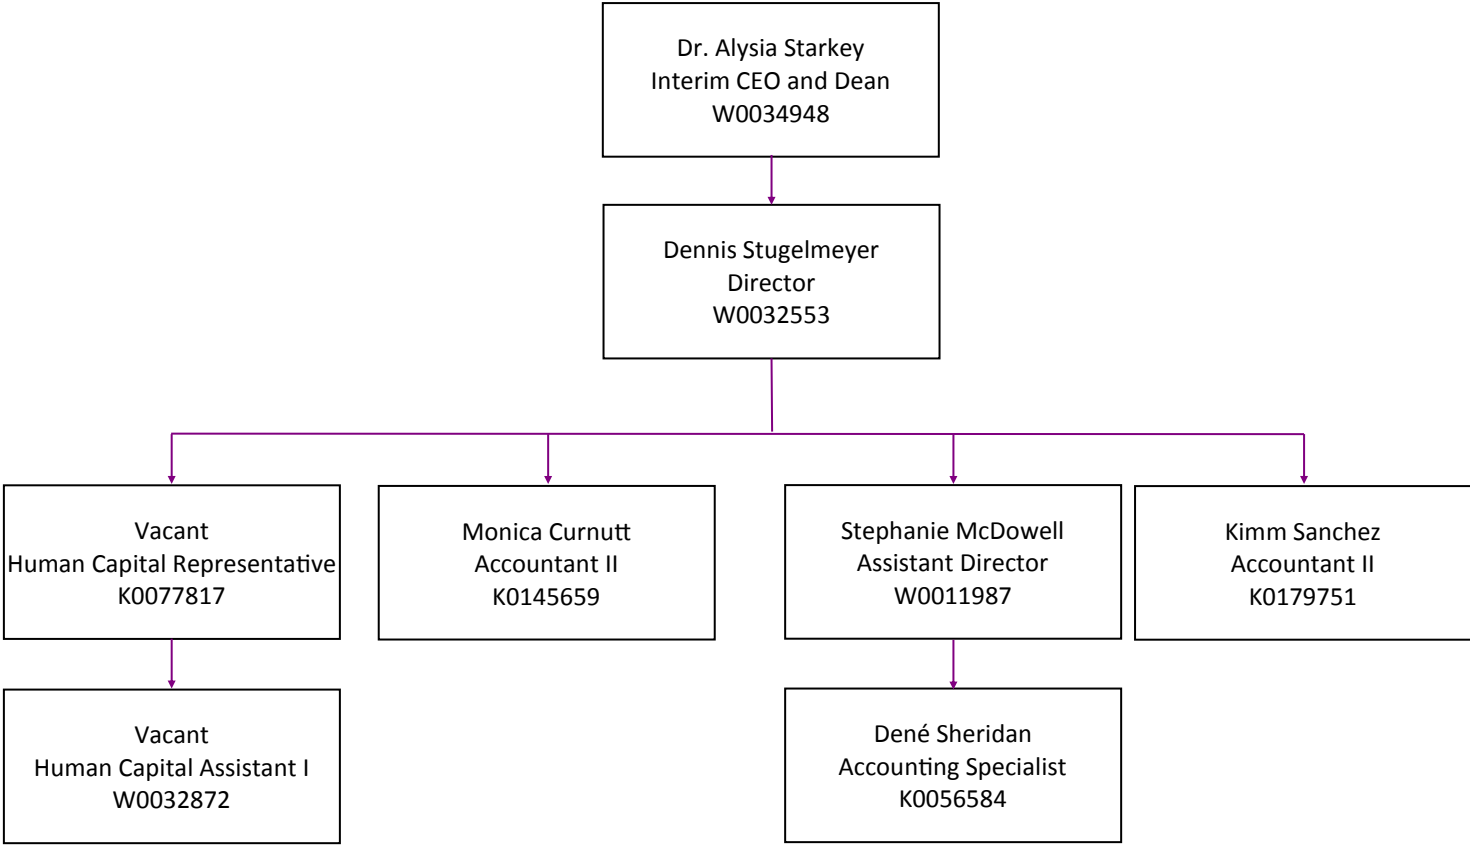 Dr. Alysia Starkey
Interim CEO and Dean
W0034948
Dennis Stugelmeyer
Director
W0032553
Vacant
Human Capital Representative
K0077817
Monica Curnutt
Accountant II
K0145659
Stephanie McDowell
Assistant Director
W0011987
Kimm Sanchez
Accountant II
K0179751
Vacant
Human Capital Assistant I
W0032872
Dené Sheridan
Accounting Specialist
K0056584